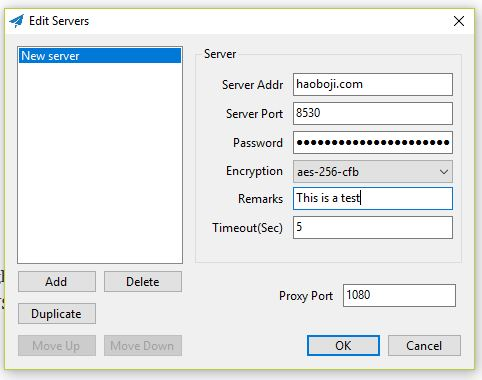 Edit Servers
New server
Server
Server Addr haoboji.com
Server Port 8530
Password ●●●●●●●●●●●●●●●●●●●●●●
Encryption aes-256-cfb
Remarks This is a test
Timeout(Sec) 5
Add Delete
Proxy Port 1080
Duplicate
Move Up Move Down OK Cancel